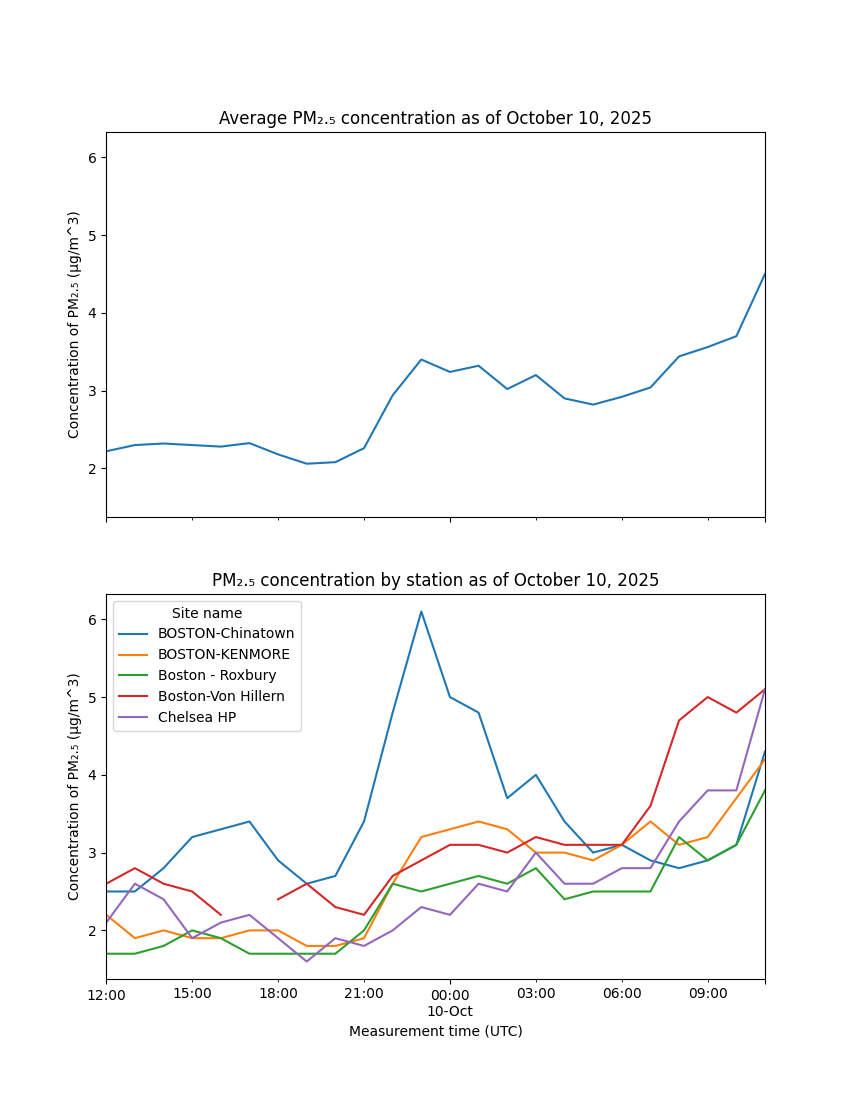 Average PM₂.₅ concentration as of October 10, 2025
6
5
4
3
2
Concentration of PM₂.₅ (µg/m^3)
PM₂.₅ concentration by station as of October 10, 2025
Site name
BOSTON-Chinatown
BOSTON-KENMORE
Boston - Roxbury
Boston-Von Hillern
Chelsea HP
6
5
4
3
2
Concentration of PM₂.₅ (µg/m^3)
12:00 15:00 18:00 21:00 00:00 03:00 06:00 09:00
10-Oct
Measurement time (UTC)